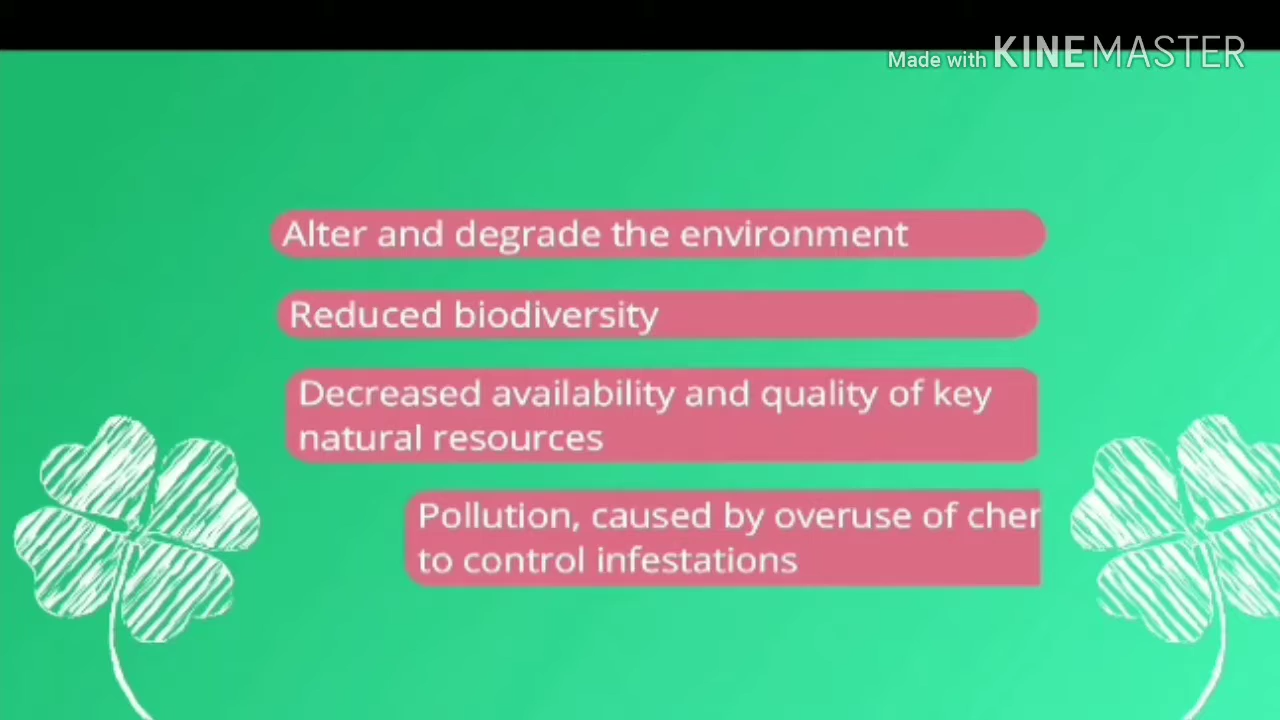 Made with KINEMASTER
Alter and degrade the environment
Reduced biodiversity
Decreased availability and quality of key
natural resources
Pollution, caused by overuse of
to control infestations